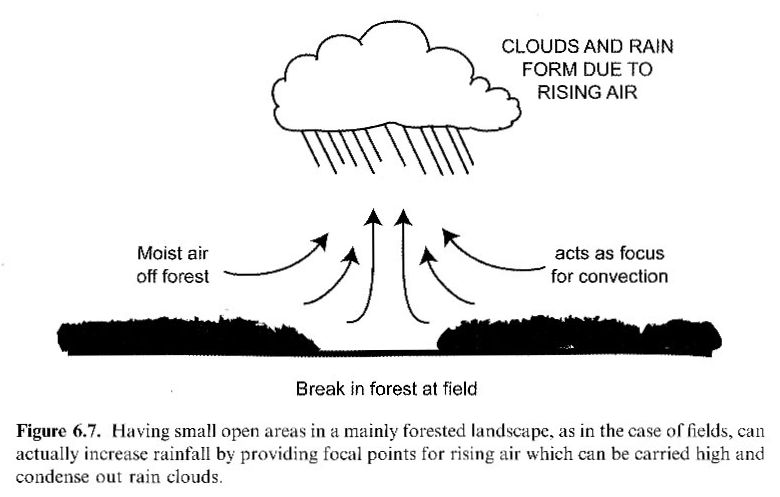 CLOUDS AND RAIN
FORM DUE TO
RISING AIR
Moist air
off forest
acts as focus
for convection
Break in forest at field
Figure 6.7. Having small open areas in a mainly forested landscape, as in the case of fields, can
actually increase rainfall by providing focal points for rising air which can be carried high and
condense out rain clouds.